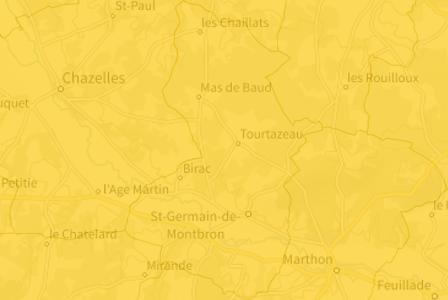 St-Paul
les Chaillats
Chazelles
les Rouilloux
Mas de Baud
uquet
Tourtazeau
Birac
Petitie
l'Age Martin
St-Germain-de-
Montbron
le Chatelard
Marthon
Mirande
Feuillade